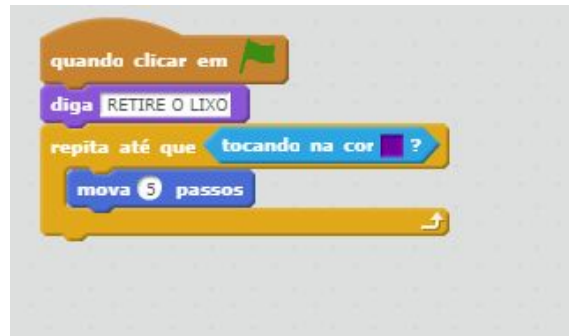 quando clicar em
diga RETIRE O LIXO
repita até que tocando na cor ?
mova 5 passos